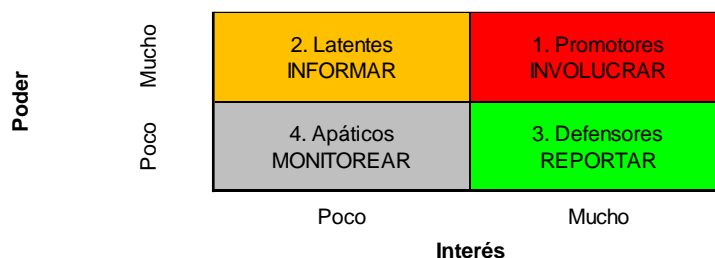 Poder
Mucho
2. Latentes
INFORMAR
1. Promotores
INVOLUCRAR
Poco
4. Apáticos
MONITOREAR
3. Defensores
REPORTAR
Poco
Mucho
Interés